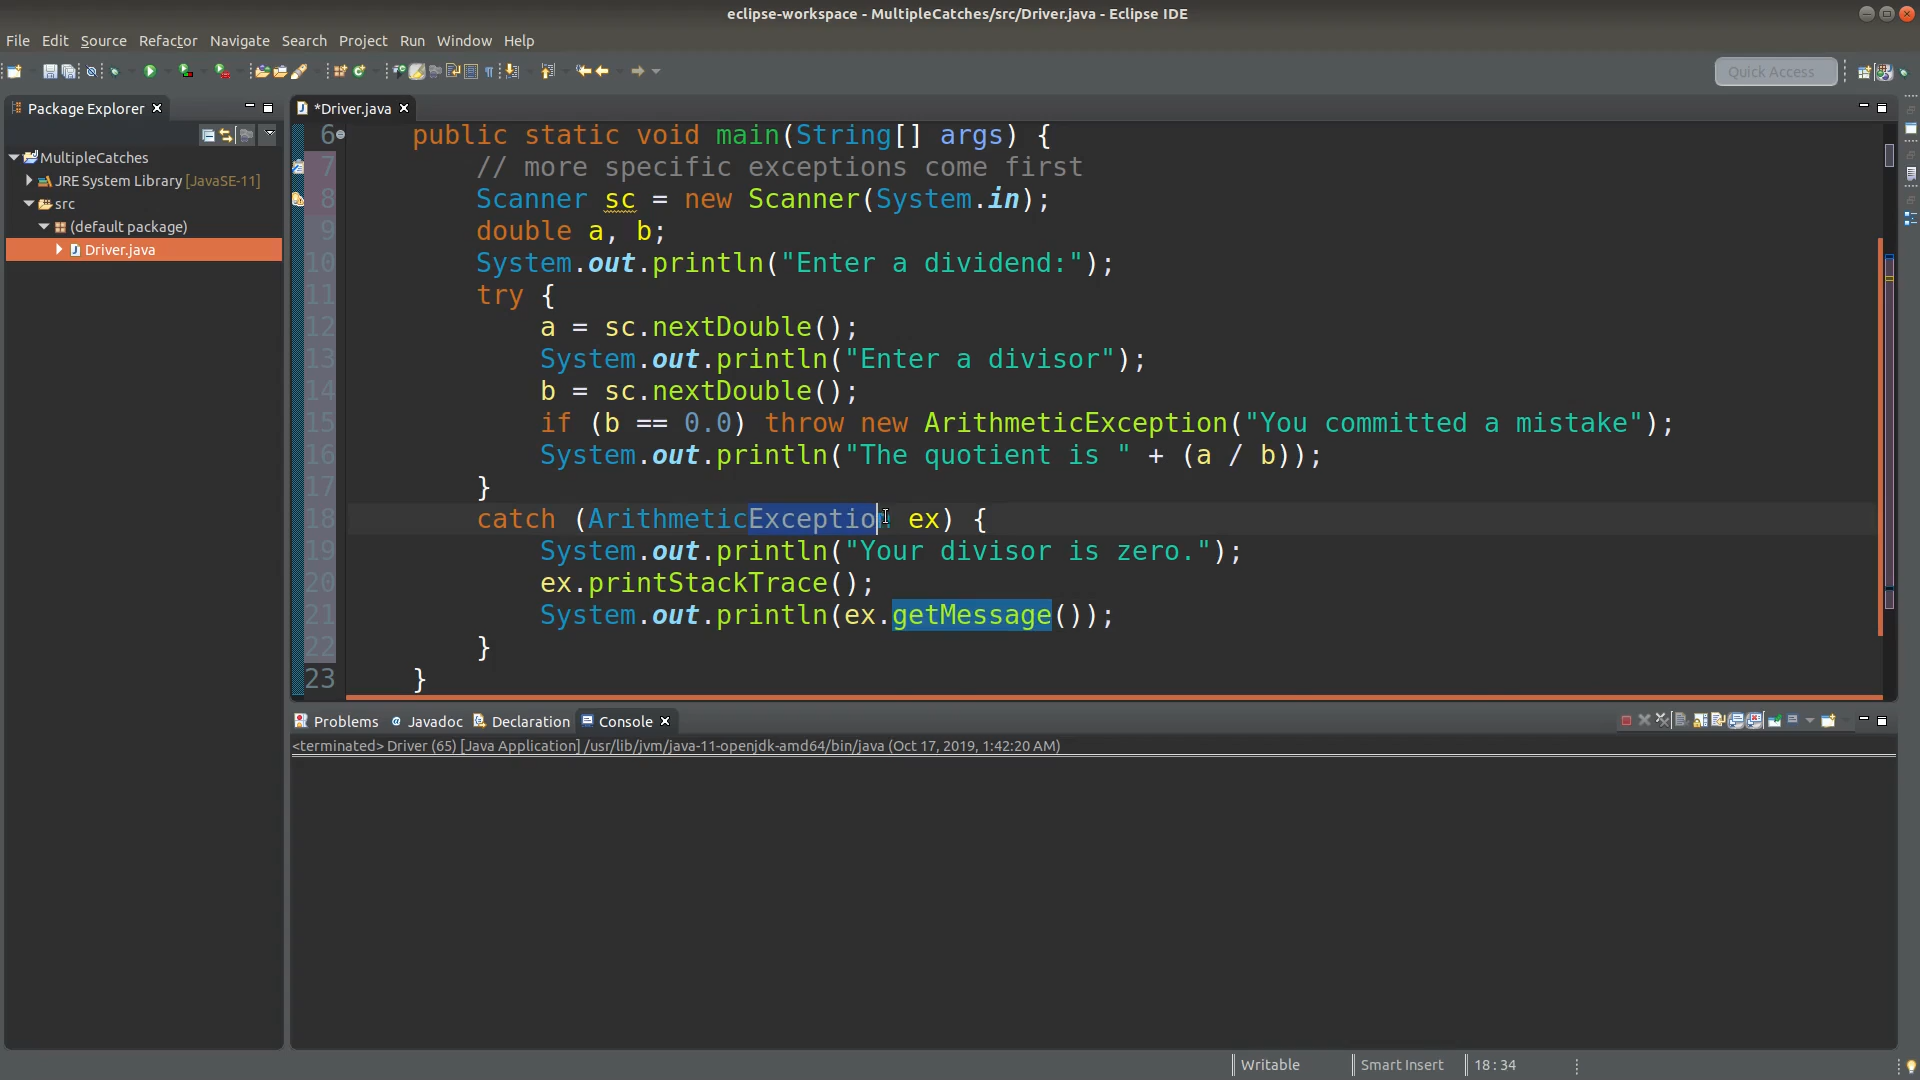 eclipse-workspace - MultipleCatches/src/Driver.java - Eclipse IDE
File Edit Source Refactor Navigate Search Project Run Window Help
Quick Access
Package Explorer
*Driver.java
MultipleCatches
JRE System Library [JavaSE-11]
src
(default package)
Driver.java
6 public static void main(String[] args) {
7 // more specific exceptions come first
8 Scanner sc = new Scanner(System.in);
9 double a, b;
10 System.out.println("Enter a dividend:");
11 try {
12 a = sc.nextDouble();
13 System.out.println("Enter a divisor");
14 b = sc.nextDouble();
15 if (b == 0.0) throw new ArithmeticException("You committed a mistake");
16 System.out.println("The quotient is " + (a / b));
17 }
18 catch (ArithmeticException ex) {
19 System.out.println("Your divisor is zero.");
20 ex.printStackTrace();
21 System.out.println(ex.getMessage());
22 }
23 }
Problems Javadoc Declaration Console
<terminated> Driver (65) [Java Application] /usr/lib/jvm/java-11-openjdk-amd64/bin/java (Oct 17, 2019, 1:42:20 AM)
Writable Smart Insert 18 : 34